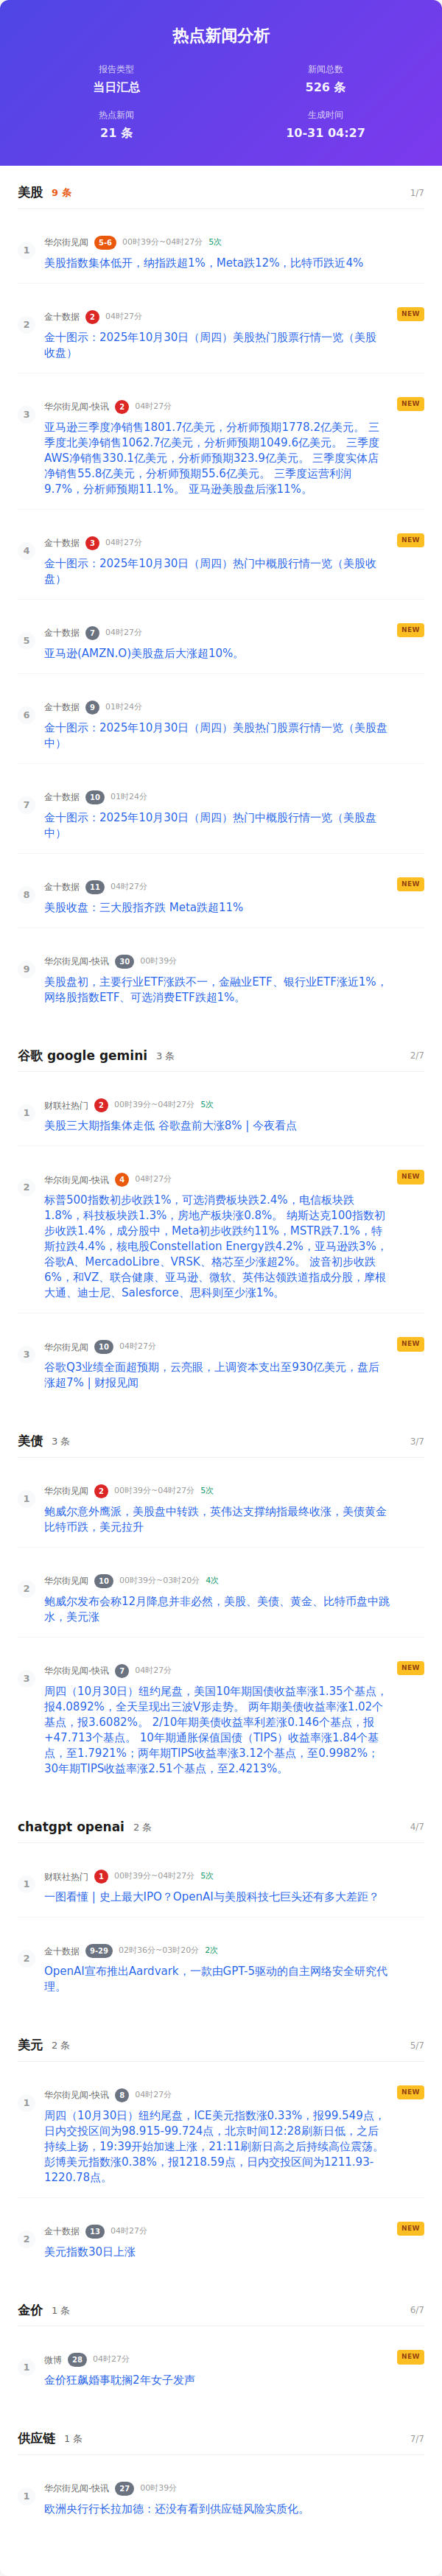 热点新闻分析
报告类型
新闻总数
当日汇总
526 条
热点新闻
生成时间
21 条
10-31 04:27
美股 9 条 1/7
1
华尔街见闻 5-6 00时39分~04时27分 5次
美股指数集体低开，纳指跌超1%，Meta跌12%，比特币跌近4%
2
金十数据 2 04时27分 NEW
金十图示：2025年10月30日（周四）美股热门股票行情一览（美股
收盘）
3
华尔街见闻-快讯 2 04时27分 NEW
亚马逊三季度净销售1801.7亿美元，分析师预期1778.2亿美元。 三
季度北美净销售1062.7亿美元，分析师预期1049.6亿美元。 三季度
AWS净销售330.1亿美元，分析师预期323.9亿美元。 三季度实体店
净销售55.8亿美元，分析师预期55.6亿美元。 三季度运营利润
9.7%，分析师预期11.1%。 亚马逊美股盘后涨11%。
4
金十数据 3 04时27分 NEW
金十图示：2025年10月30日（周四）热门中概股行情一览（美股收
盘）
5
金十数据 7 04时27分 NEW
亚马逊(AMZN.O)美股盘后大涨超10%。
6
金十数据 9 01时24分
金十图示：2025年10月30日（周四）美股热门股票行情一览（美股盘
中）
7
金十数据 10 01时24分
金十图示：2025年10月30日（周四）热门中概股行情一览（美股盘
中）
8
金十数据 11 04时27分 NEW
美股收盘：三大股指齐跌 Meta跌超11%
9
华尔街见闻-快讯 30 00时39分
美股盘初，主要行业ETF涨跌不一，金融业ETF、银行业ETF涨近1%，
网络股指数ETF、可选消费ETF跌超1%。
谷歌 google gemini 3 条 2/7
1
财联社热门 2 00时39分~04时27分 5次
美股三大期指集体走低 谷歌盘前大涨8% | 今夜看点
2
华尔街见闻-快讯 4 04时27分 NEW
标普500指数初步收跌1%，可选消费板块跌2.4%，电信板块跌
1.8%，科技板块跌1.3%，房地产板块涨0.8%。 纳斯达克100指数初
步收跌1.4%，成分股中，Meta初步收跌约11%，MSTR跌7.1%，特
斯拉跌4.4%，核电股Constellation Energy跌4.2%，亚马逊跌3%，
谷歌A、MercadoLibre、VRSK、格芯至少涨超2%。 波音初步收跌
6%，和VZ、联合健康、亚马逊、微软、英伟达领跌道指成分股，摩根
大通、迪士尼、Salesforce、思科则至少涨1%。
3
华尔街见闻 10 04时27分 NEW
谷歌Q3业绩全面超预期，云亮眼，上调资本支出至930亿美元，盘后
涨超7% | 财报见闻
美债 3 条 3/7
1
华尔街见闻 2 00时39分~04时27分 5次
鲍威尔意外鹰派，美股盘中转跌，英伟达支撑纳指最终收涨，美债黄金
比特币跌，美元拉升
2
华尔街见闻 10 00时39分~03时20分 4次
鲍威尔发布会称12月降息并非必然，美股、美债、黄金、比特币盘中跳
水，美元涨
3
华尔街见闻-快讯 7 04时27分 NEW
周四（10月30日）纽约尾盘，美国10年期国债收益率涨1.35个基点，
报4.0892%，全天呈现出三波V形走势。 两年期美债收益率涨1.02个
基点，报3.6082%。 2/10年期美债收益率利差涨0.146个基点，报
+47.713个基点。 10年期通胀保值国债（TIPS）收益率涨1.84个基
点，至1.7921%；两年期TIPS收益率涨3.12个基点，至0.9982%；
30年期TIPS收益率涨2.51个基点，至2.4213%。
chatgpt openai 2 条 4/7
1
财联社热门 1 00时39分~04时27分 5次
一图看懂 | 史上最大IPO？OpenAI与美股科技七巨头还有多大差距？
2
金十数据 9-29 02时36分~03时20分 2次
OpenAI宣布推出Aardvark，一款由GPT-5驱动的自主网络安全研究代
理。
美元 2 条 5/7
1
华尔街见闻-快讯 8 04时27分 NEW
周四（10月30日）纽约尾盘，ICE美元指数涨0.33%，报99.549点，
日内交投区间为98.915-99.724点，北京时间12:28刷新日低，之后
持续上扬，19:39开始加速上涨，21:11刷新日高之后持续高位震荡。
彭博美元指数涨0.38%，报1218.59点，日内交投区间为1211.93-
1220.78点。
2
金十数据 13 04时27分 NEW
美元指数30日上涨
金价 1 条 6/7
1
微博 28 04时27分 NEW
金价狂飙婚事耽搁2年女子发声
供应链 1 条 7/7
1
华尔街见闻-快讯 27 00时39分
欧洲央行行长拉加德：还没有看到供应链风险实质化。